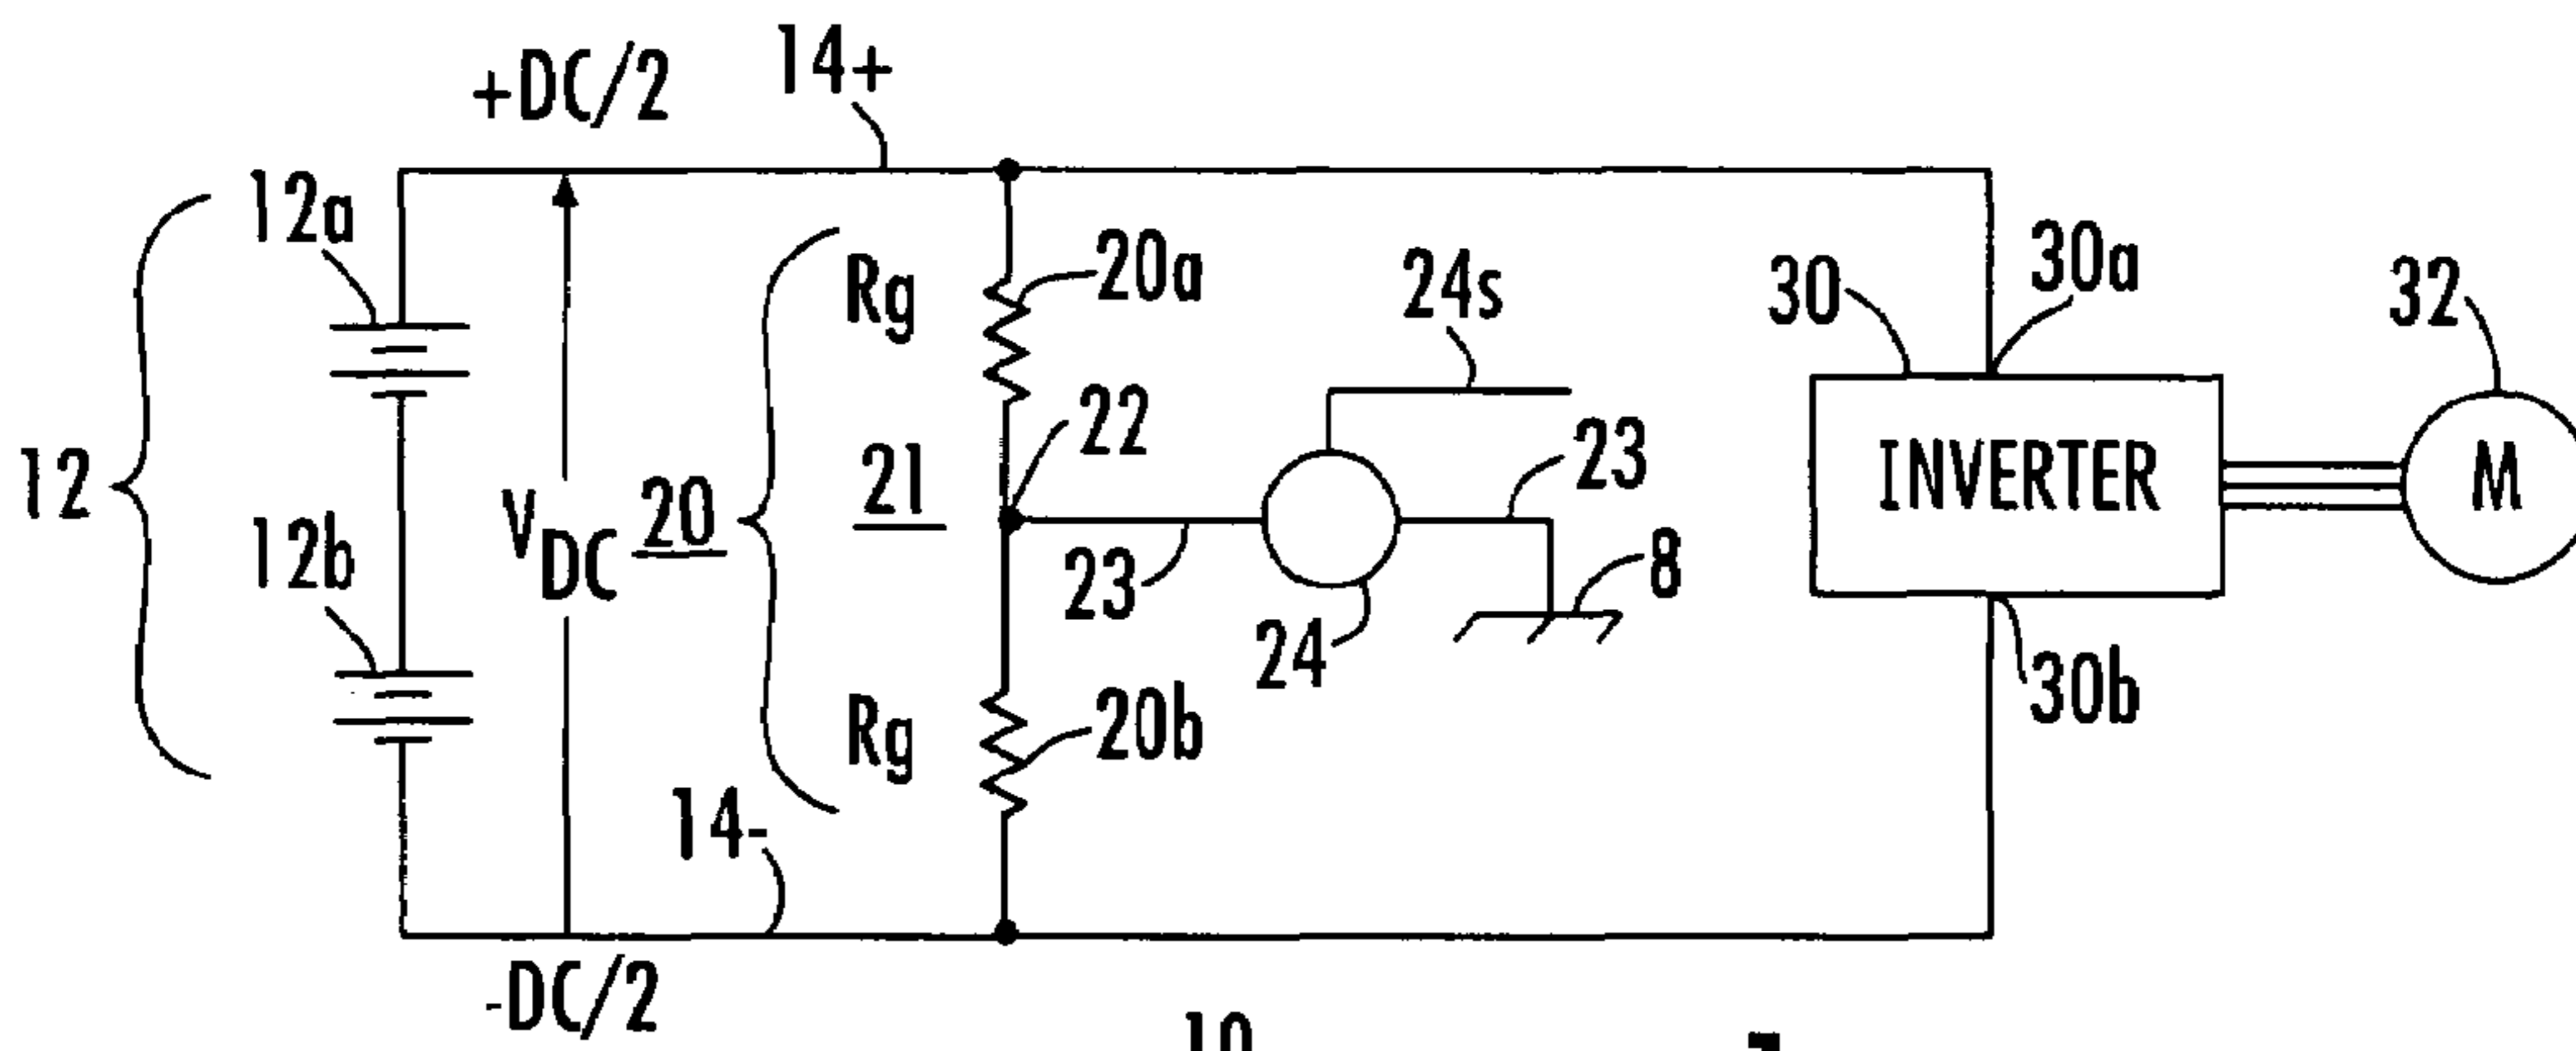 +DC/2
14+
12a
Rg
20a
24s
30
30a
32
12
12b
VDC
20
21
22
23
23
INVERTER
M
8
24
14-
Rg
20b
30b
-DC/2